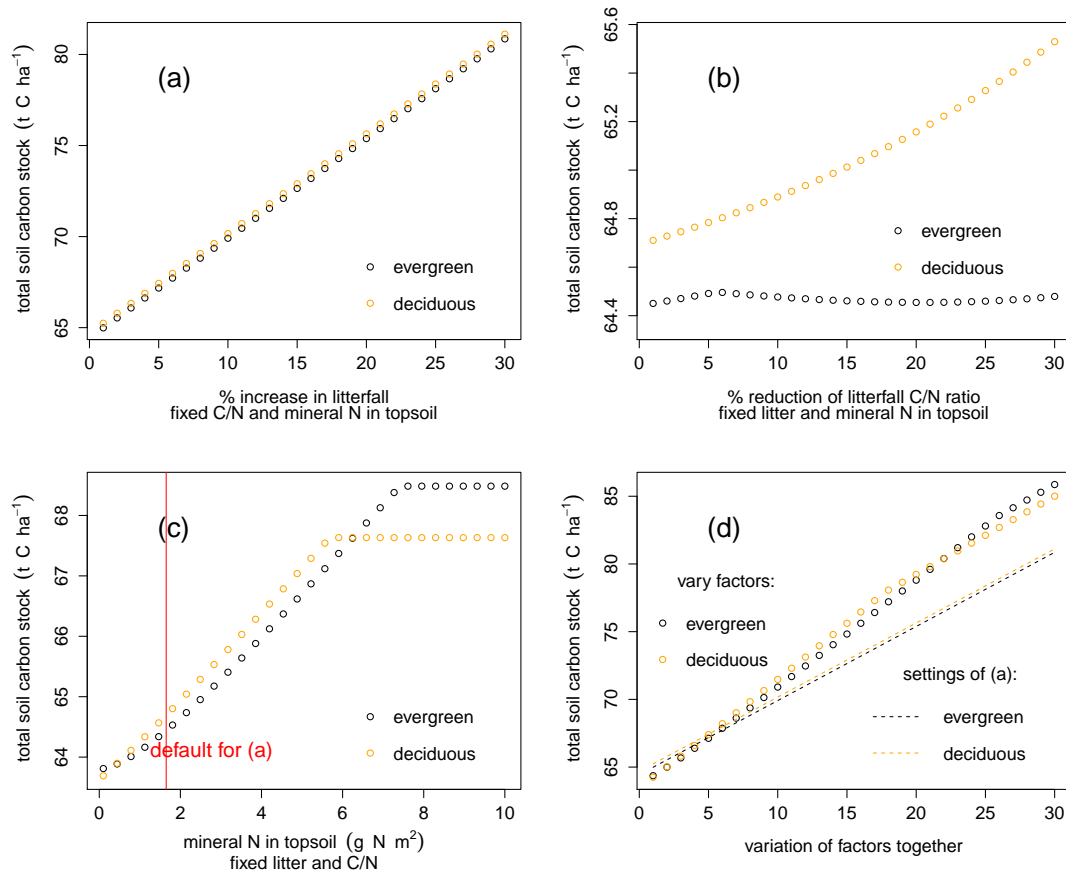 (a)
total soil carbon stock (t C ha⁻¹)
80
75
70
65
evergreen
deciduous
0 5 10 15 20 25 30
% increase in litterfall
fixed C/N and mineral N in topsoil
(b)
total soil carbon stock (t C ha⁻¹)
65.6
65.2
64.8
64.4
evergreen
deciduous
0 5 10 15 20 25 30
% reduction of litterfall C/N ratio
fixed litter and mineral N in topsoil
(c)
total soil carbon stock (t C ha⁻¹)
68
67
66
65
64
evergreen
deciduous
default for (a)
0 2 4 6 8 10
mineral N in topsoil (g N m²)
fixed litter and C/N
(d)
total soil carbon stock (t C ha⁻¹)
85
80
75
70
65
vary factors:
evergreen
deciduous
settings of (a):
evergreen
deciduous
0 5 10 15 20 25 30
variation of factors together